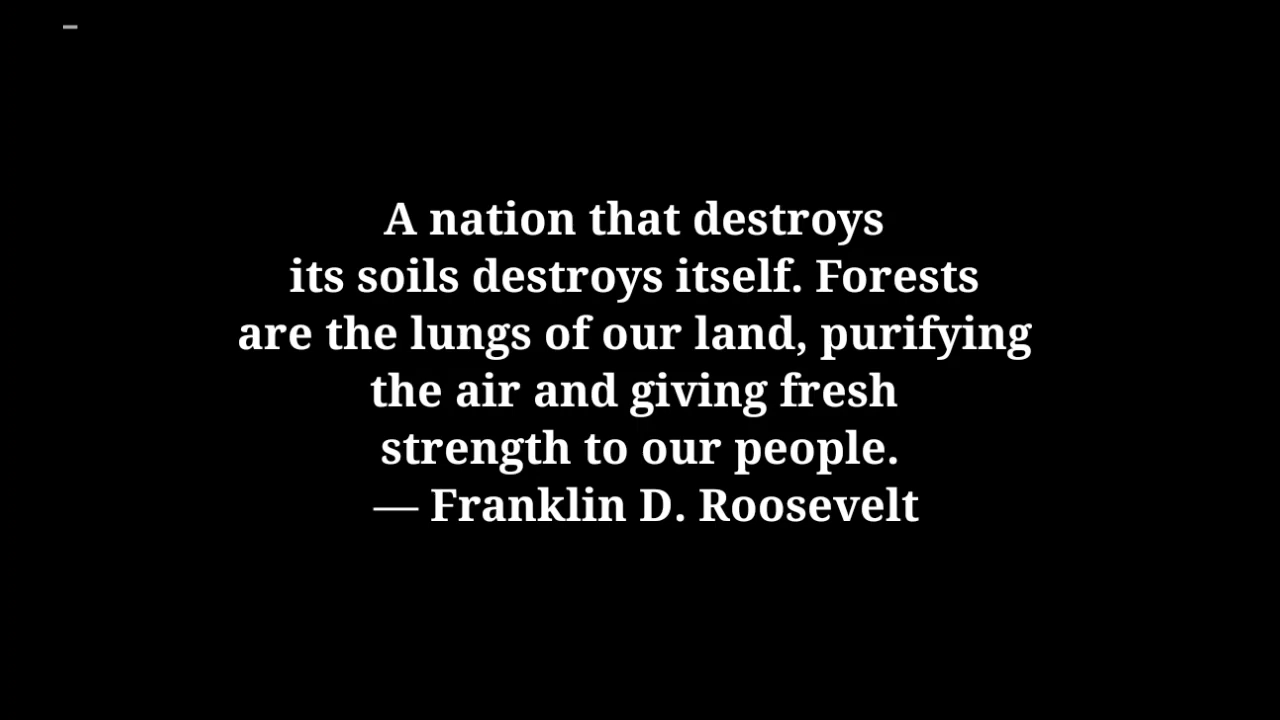 A nation that destroys
its soils destroys itself. Forests
are the lungs of our land, purifying
the air and giving fresh
strength to our people.
— Franklin D. Roosevelt